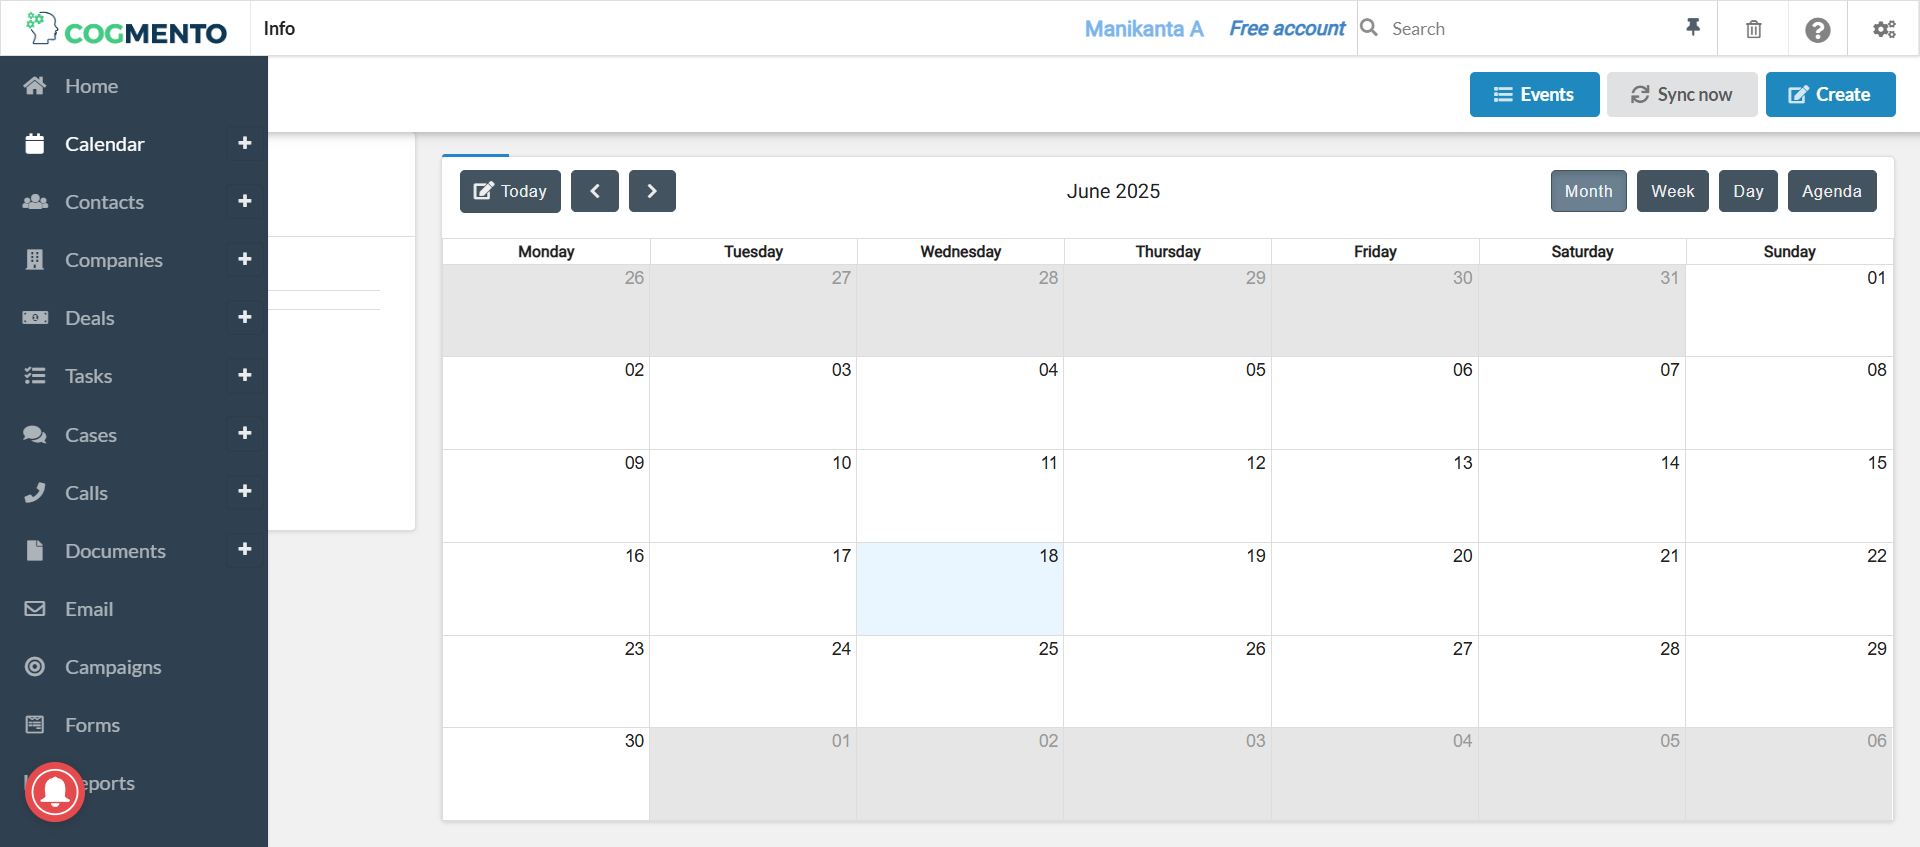 COGMENTO
Info
Manikanta A
Free account
Search
Home
Calendar
Contacts
Companies
Deals
Tasks
Cases
Calls
Documents
Email
Campaigns
Forms
eports
Events
Sync now
Create
Today
June 2025
Month
Week
Day
Agenda
Monday Tuesday Wednesday Thursday Friday Saturday Sunday
26 27 28 29 30 31 01
02 03 04 05 06 07 08
09 10 11 12 13 14 15
16 17 18 19 20 21 22
23 24 25 26 27 28 29
30 01 02 03 04 05 06